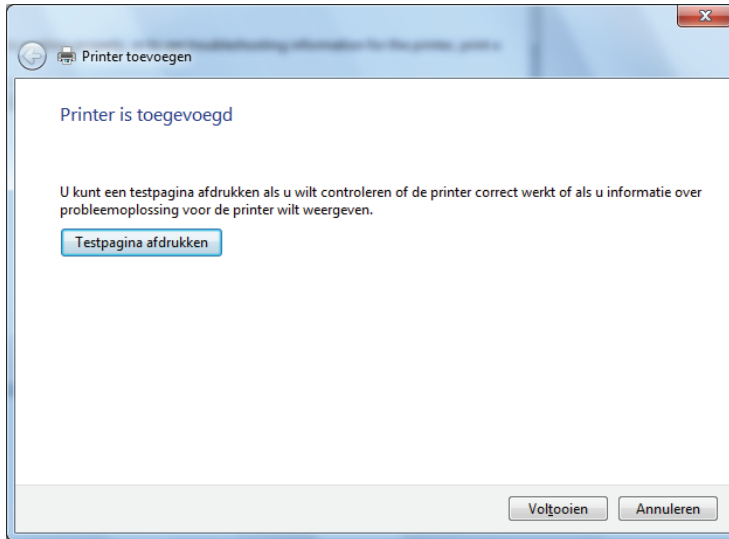 Printer toevoegen
Printer is toegevoegd
U kunt een testpagina afdrukken als u wilt controleren of de printer correct werkt of als u informatie over
probleemoplossing voor de printer wilt weergeven.
Testpagina afdrukken
Voltooien Annuleren